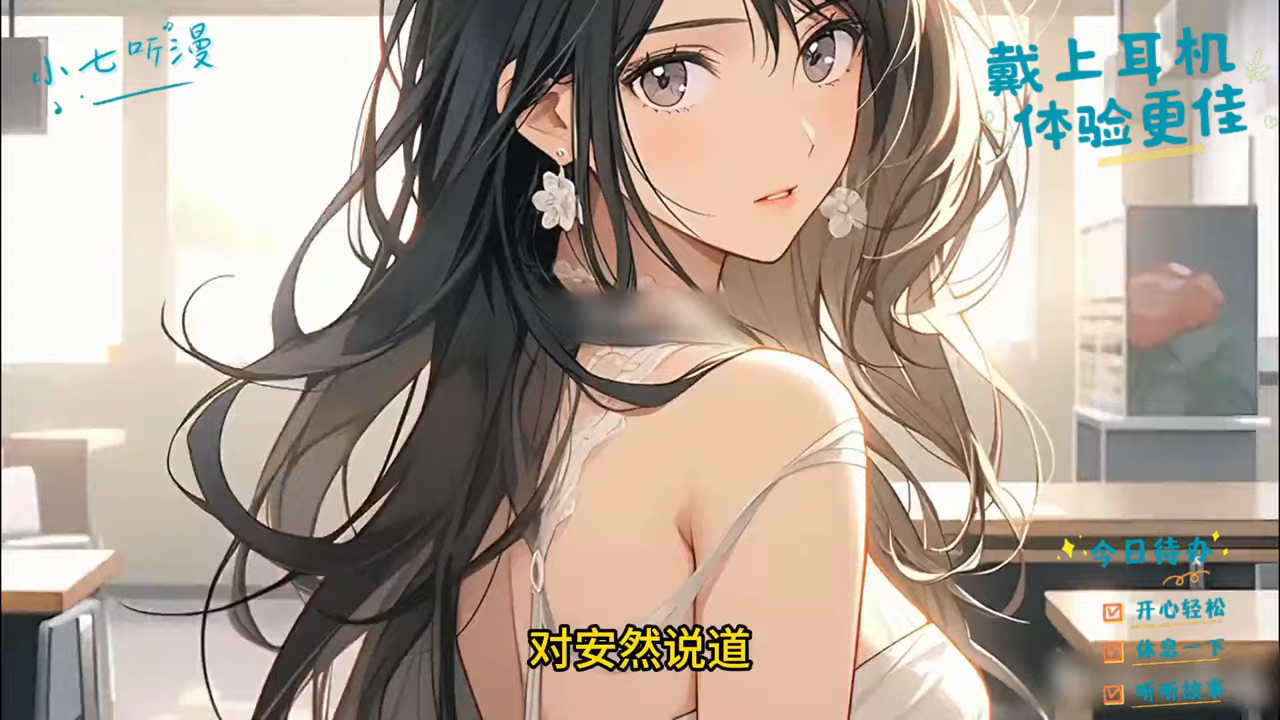 小七听漫
戴上耳机
体验更佳
今日待办
开心轻松
休息一下
听听故事
对安然说道